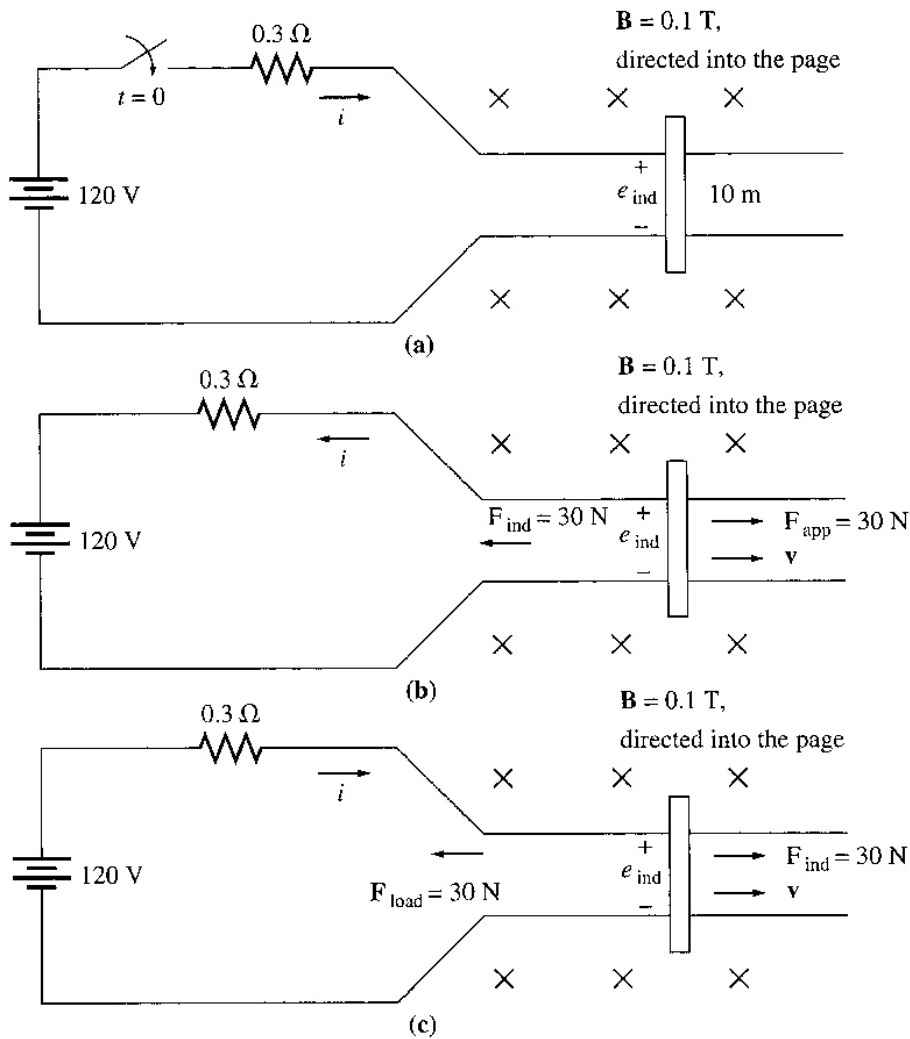 B = 0.1 T,
directed into the page
0.3 Ω
t = 0
i
120 V
+
e ind
−
10 m
(a)
B = 0.1 T,
directed into the page
0.3 Ω
i
120 V
F ind = 30 N
+
e ind
−
F app = 30 N
v
(b)
B = 0.1 T,
directed into the page
0.3 Ω
i
120 V
F load = 30 N
+
e ind
−
F ind = 30 N
v
(c)